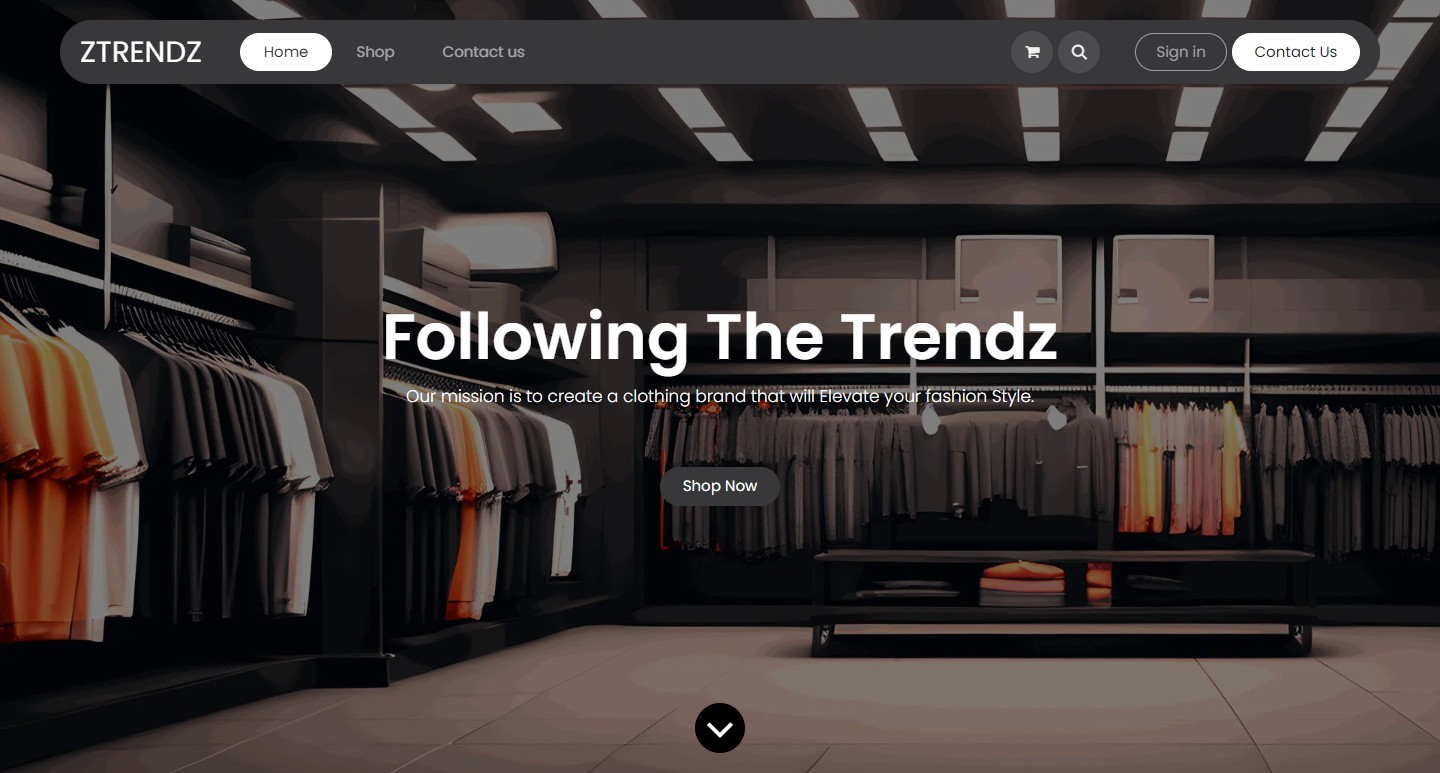 ZTRENDZ
Home
Shop
Contact us
Sign in
Contact Us
Following The Trendz
Our mission is to create a clothing brand that will Elevate your fashion Style.
Shop Now